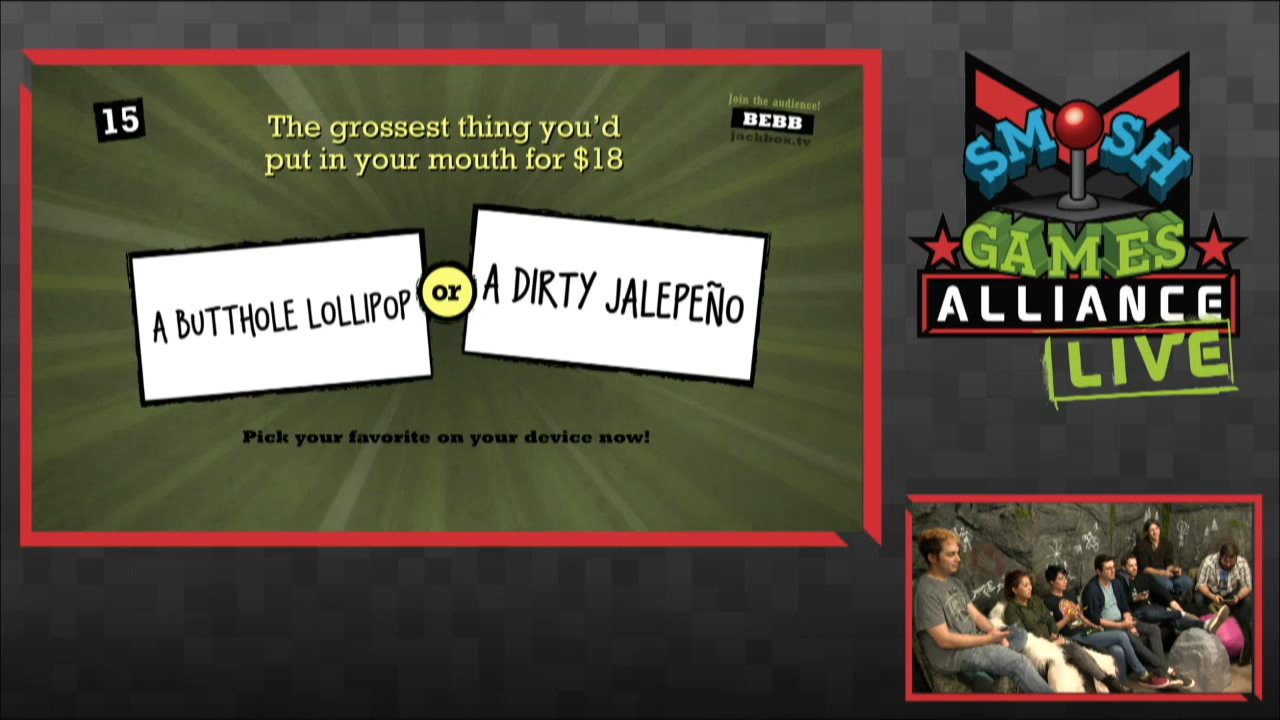 15
The grossest thing you'd
put in your mouth for $18
Join the audience!
BEBB
jackbox.tv
A BUTTHOLE LOLLIPOP
or
A DIRTY JALEPEÑO
Pick your favorite on your device now!
SMOSH
GAMES
ALLIANCE
LIVE